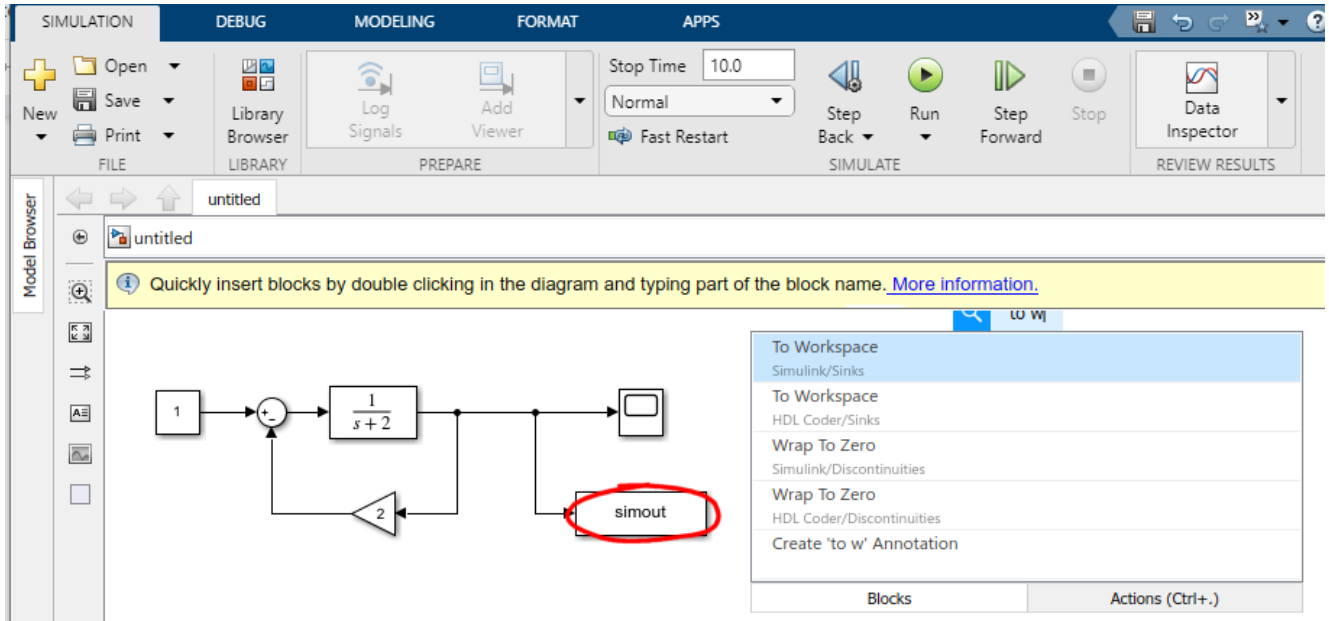 SIMULATION DEBUG MODELING FORMAT APPS
New
Open
Save
Print
FILE
Library
Browser
LIBRARY
Log
Signals
Add
Viewer
PREPARE
Stop Time 10.0
Normal
Fast Restart
Step
Back
Run
Step
Forward
Stop
SIMULATE
Data
Inspector
REVIEW RESULTS
Model Browser
untitled
untitled
Quickly insert blocks by double clicking in the diagram and typing part of the block name. More information.
to w
To Workspace
Simulink/Sinks
To Workspace
HDL Coder/Sinks
Wrap To Zero
Simulink/Discontinuities
Wrap To Zero
HDL Coder/Discontinuities
Create 'to w' Annotation
Blocks Actions (Ctrl+.)
1
+-
1
s + 2
2
simout